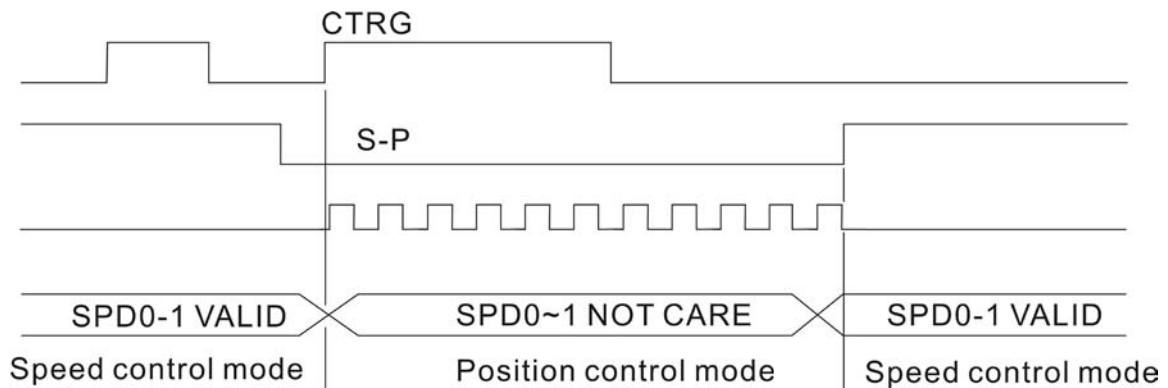 CTRG
S-P
SPD0-1 VALID SPD0~1 NOT CARE SPD0-1 VALID
Speed control mode Position control mode Speed control mode